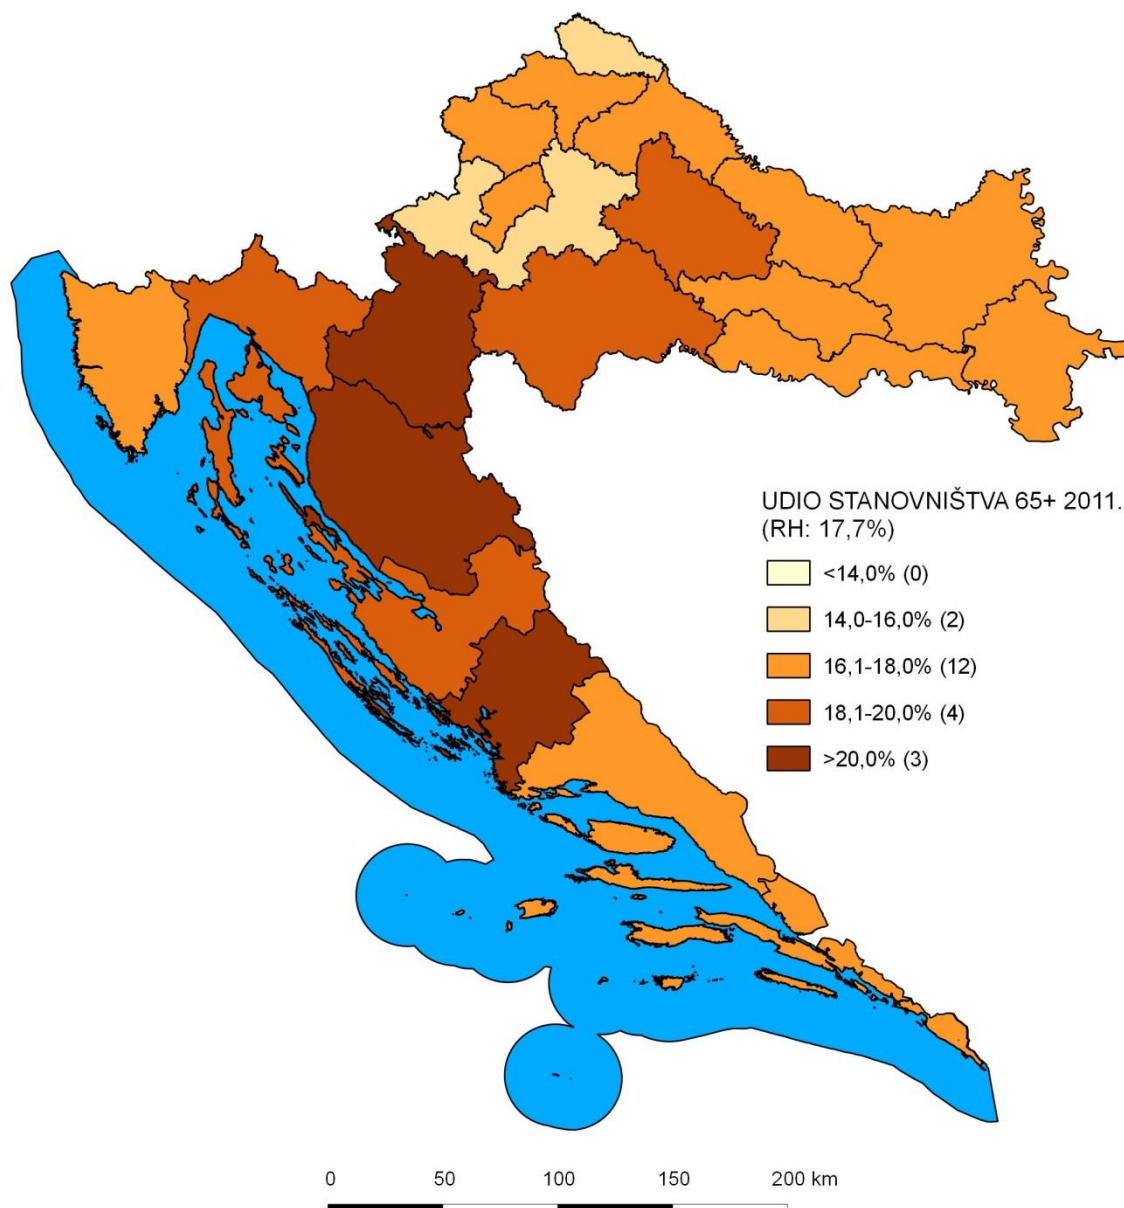 UDIO STANOVNIŠTVA 65+ 2011.
(RH: 17,7%)
<14,0% (0)
14,0-16,0% (2)
16,1-18,0% (12)
18,1-20,0% (4)
>20,0% (3)
0 50 100 150 200 km